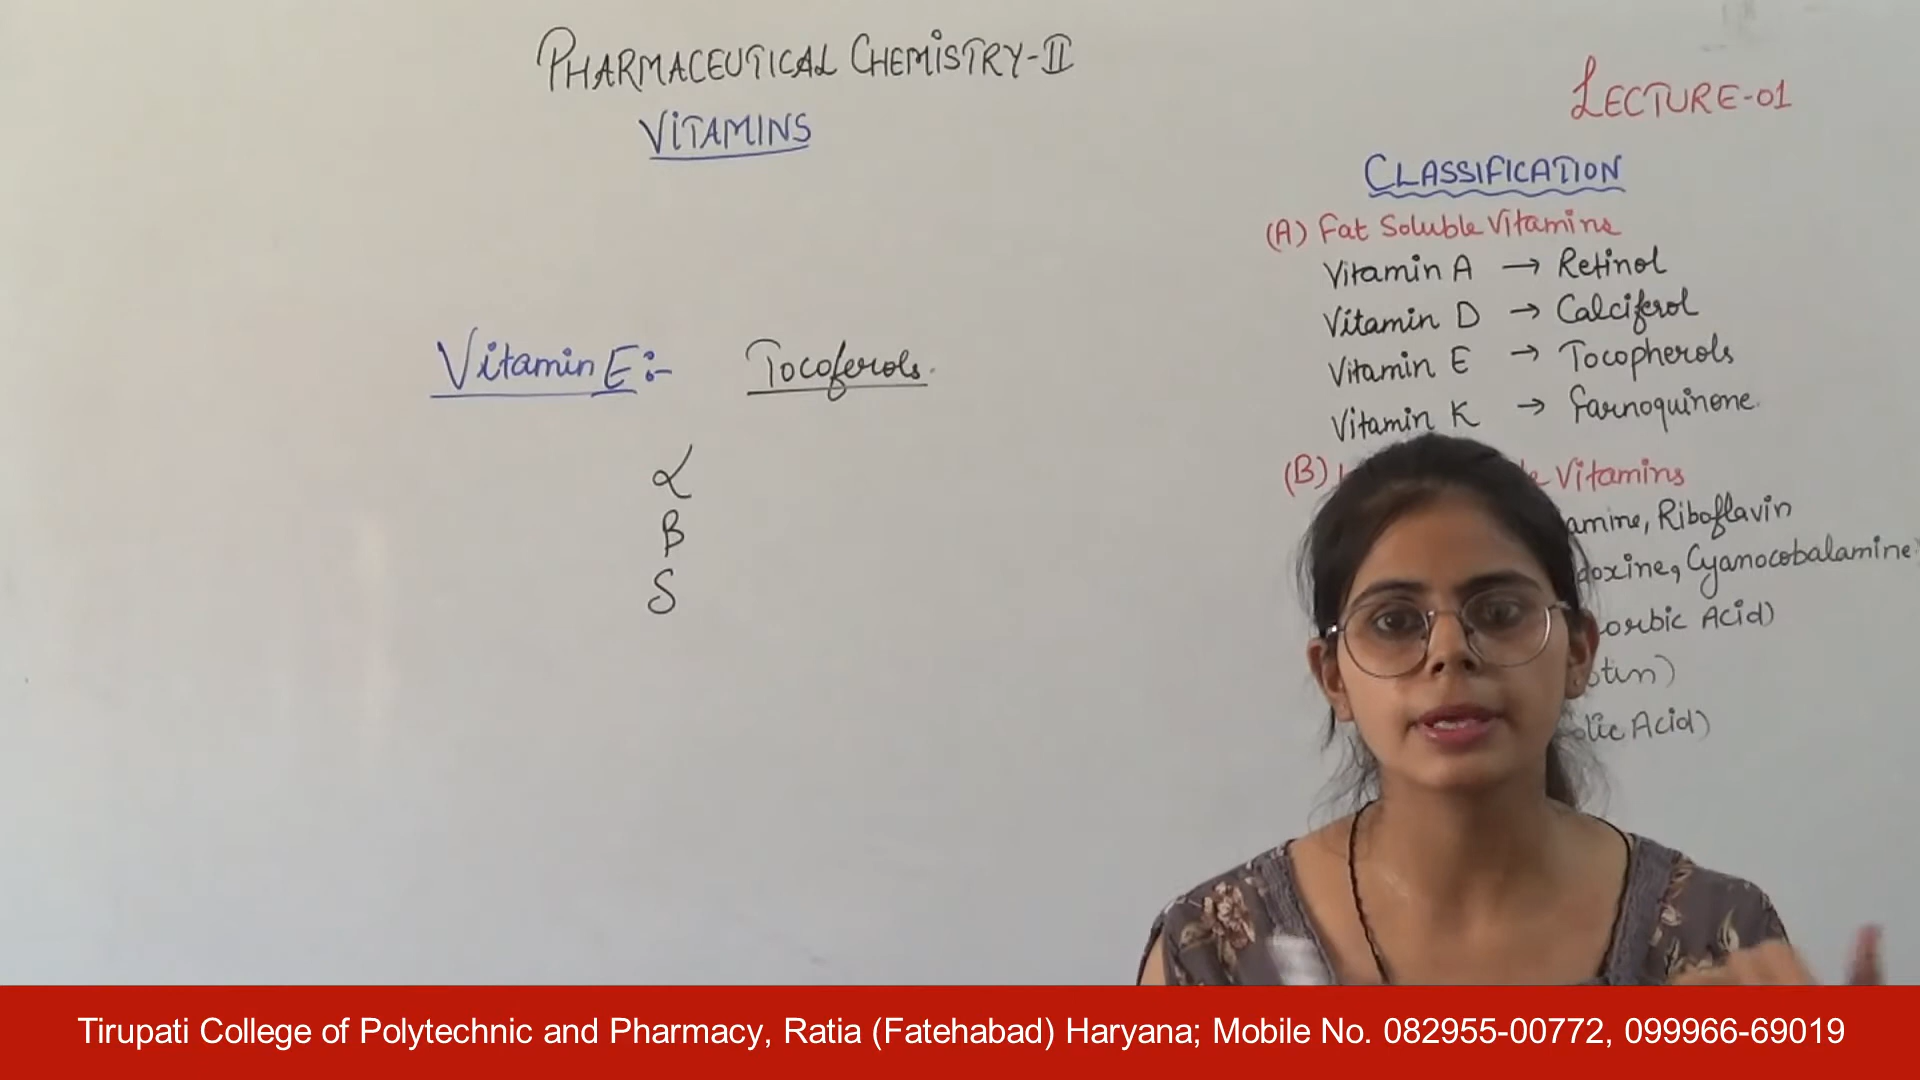 PHARMACEUTICAL CHEMISTRY-II
VITAMINS
LECTURE-01
CLASSIFICATION
(A) Fat Soluble Vitamins
Vitamin A → Retinol
Vitamin D → Calciferol
Vitamin E → Tocopherols
Vitamin K → farnoquinone.
Vitamin E:- Tocoferols.
α
β
S
(B) Vitamins
amine, Riboflavin
doxine, Cyanocobalamine
orbic Acid)
otin)
olic Acid)
Tirupati College of Polytechnic and Pharmacy, Ratia (Fatehabad) Haryana; Mobile No. 082955-00772, 099966-69019